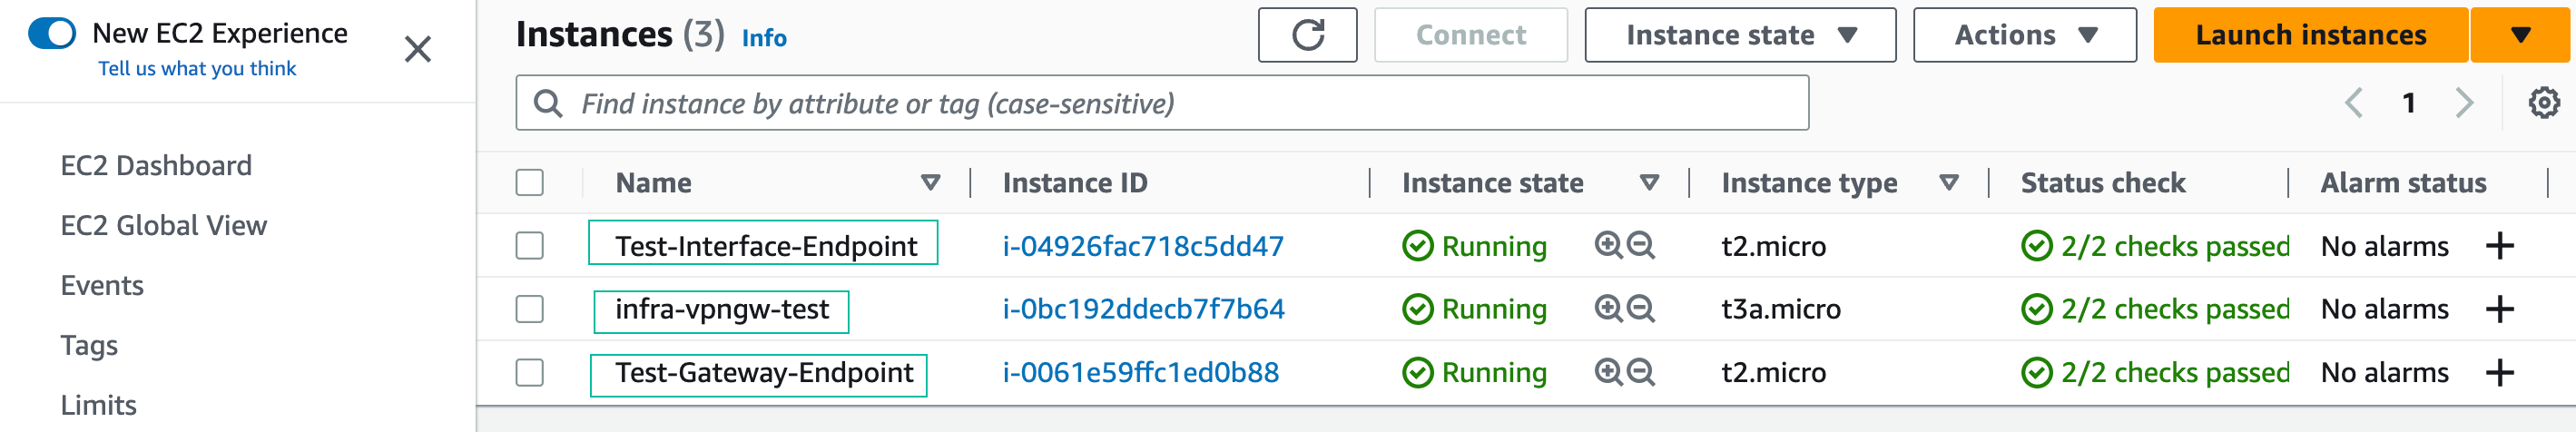 New EC2 Experience
Tell us what you think
EC2 Dashboard
EC2 Global View
Events
Tags
Limits
Instances (3) Info
Connect
Instance state
Actions
Launch instances
Find instance by attribute or tag (case-sensitive)
1
Name Instance ID Instance state Instance type Status check Alarm status
Test-Interface-Endpoint i-04926fac718c5dd47 Running t2.micro 2/2 checks passed No alarms
infra-vpngw-test i-0bc192ddecb7f7b64 Running t3a.micro 2/2 checks passed No alarms
Test-Gateway-Endpoint i-0061e59ffc1ed0b88 Running t2.micro 2/2 checks passed No alarms